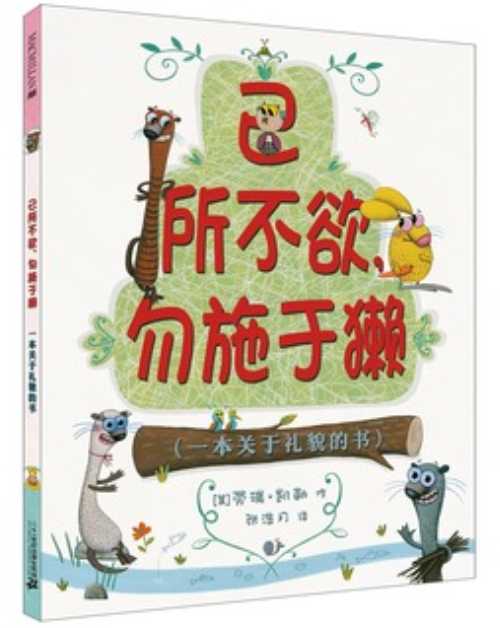 己
所不欲,
勿施于獭
(一本关于礼貌的书)
[美]劳瑞·凯勒 作
张浩月 译
MACMILLAN
己所不欲,勿施于獭
一本关于礼貌的书